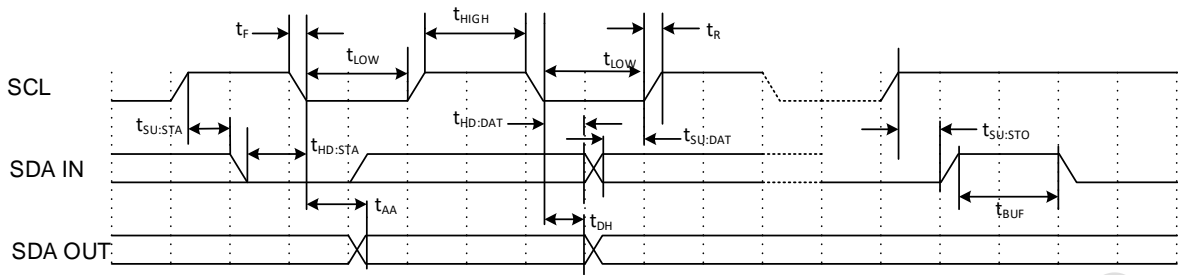 tHIGH
tF
tR
tLOW
tLOW
SCL
tHD:DAT
tSU:STA
tSU:DAT
tSU:STO
tHD:STA
SDA IN
tAA
tDH
tBUF
SDA OUT